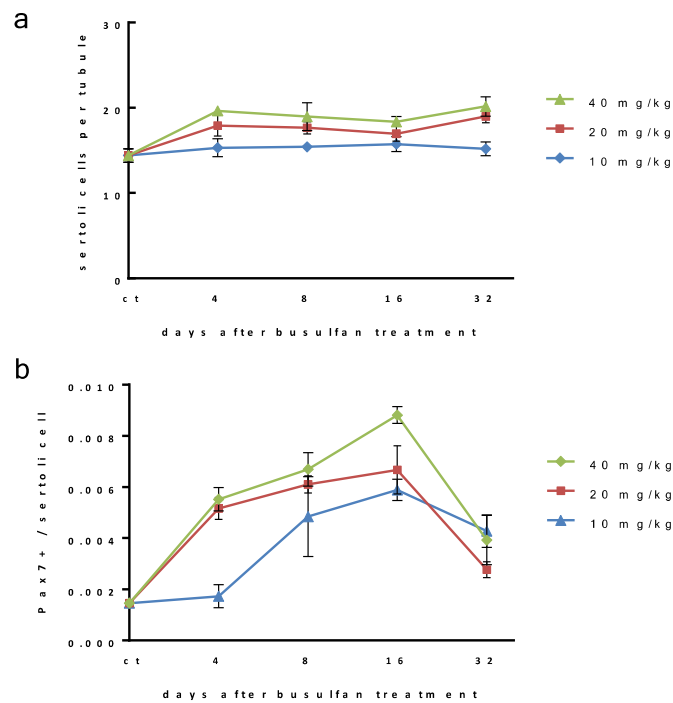 a
30
20
10
0
sertoli cells per tubule
ct 4 8 16 32
days after busulfan treatment
40 mg/kg
20 mg/kg
10 mg/kg
b
0.010
0.008
0.006
0.004
0.002
0.000
Pax7+ / sertoli cell
ct 4 8 16 32
days after busulfan treatment
40 mg/kg
20 mg/kg
10 mg/kg